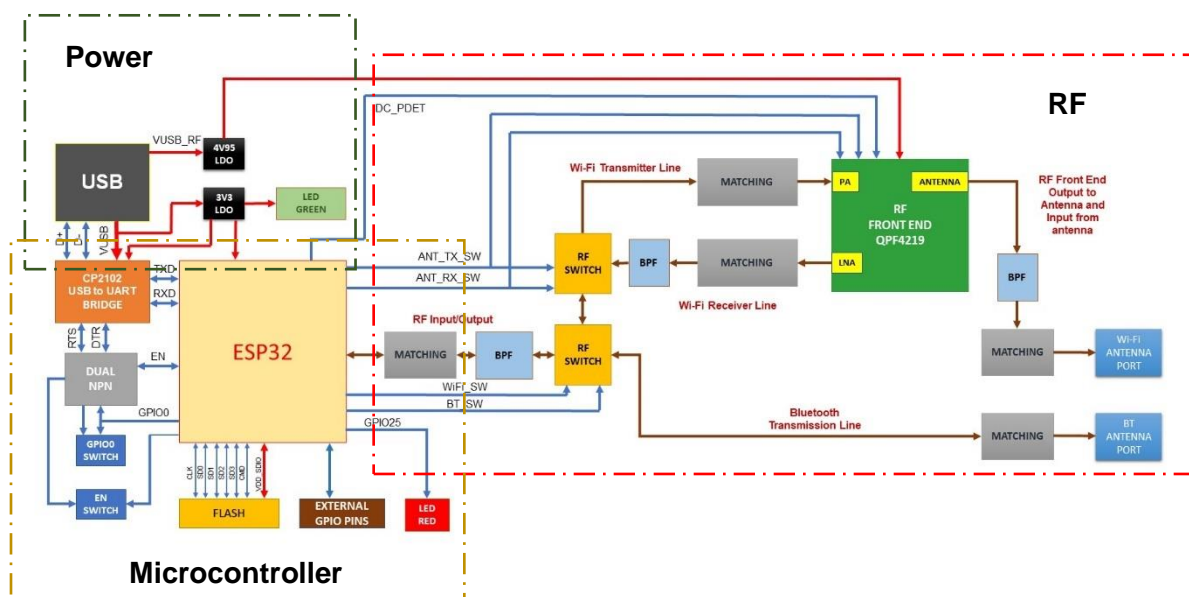 Power
RF
DC_PDET
VUSB_RF
4V95
LDO
USB
3V3
LDO
LED
GREEN
D+
D-
VUSB
Wi-Fi Transmitter Line
MATCHING
PA
ANTENNA
RF
FRONT END
QPF4219
LNA
RF Front End
Output to
Antenna and
Input from
antenna
CP2102
USB to UART
BRIDGE
TXD
RXD
ANT_TX_SW
ANT_RX_SW
RF
SWITCH
BPF
MATCHING
Wi-Fi Receiver Line
BPF
RTS
DTR
ESP32
RF Input/Output
MATCHING
BPF
RF
SWITCH
MATCHING
Wi-Fi
ANTENNA
PORT
DUAL
NPN
EN
WiFi_SW
BT_SW
GPIO0
GPIO25
Bluetooth
Transmission Line
MATCHING
BT
ANTENNA
PORT
GPIO0
SWITCH
CLK
SD0
SD1
SD2
SD3
CMD
VDD_SDIO
EN
SWITCH
FLASH
EXTERNAL
GPIO PINS
LED
RED
Microcontroller